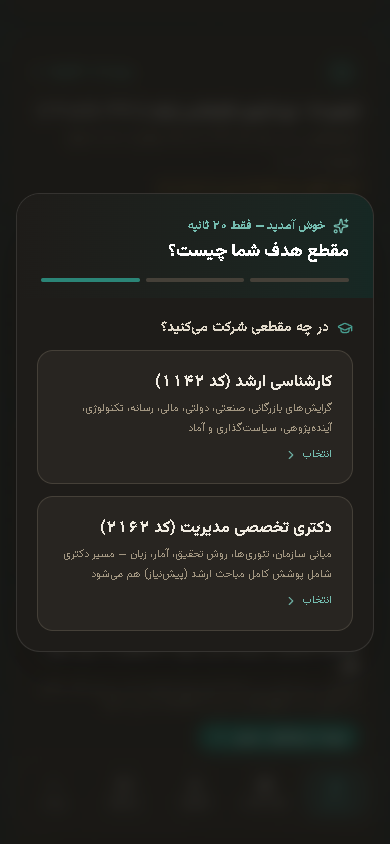 خوش آمدید — فقط ۲۰ ثانیه
مقطع هدف شما چیست؟
در چه مقطعی شرکت می‌کنید؟
کارشناسی ارشد (کد ۱۱۴۲)
گرایش‌های بازرگانی، صنعتی، دولتی، مالی، رسانه، تکنولوژی،
آینده‌پژوهی، سیاست‌گذاری و آماد
انتخاب
دکتری تخصصی مدیریت (کد ۲۱۶۲)
مبانی سازمان، تئوری‌ها، روش تحقیق، آمار، زبان — مسیر دکتری
شامل پوشش کامل مباحث ارشد (پیش‌نیاز) هم می‌شود
انتخاب